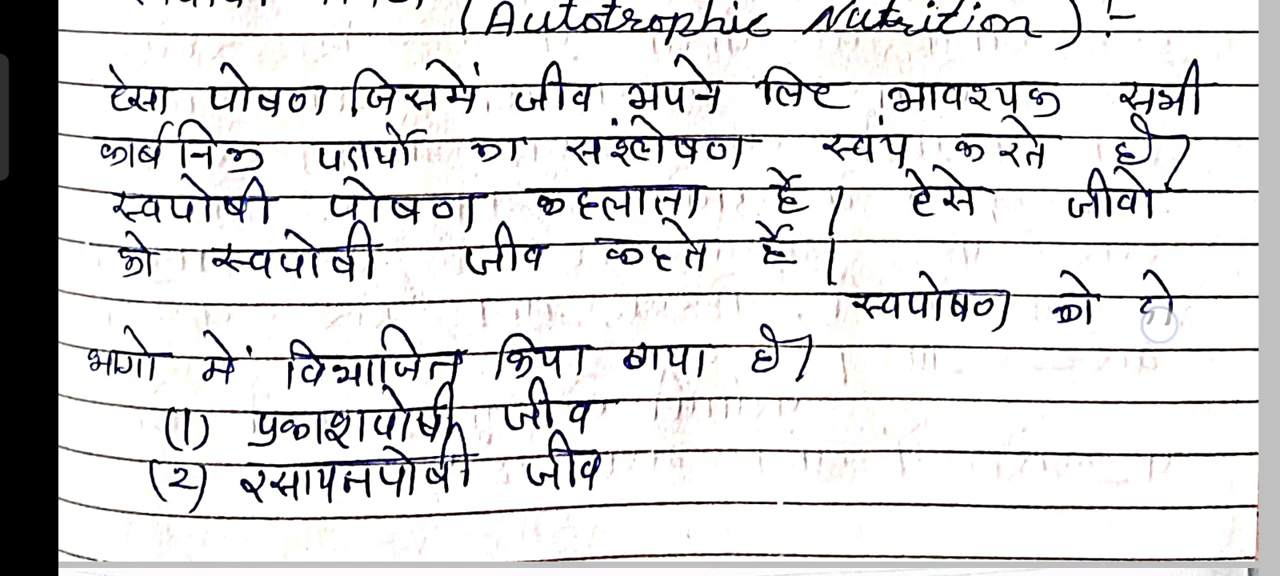 (Autotrophic Nutrition) :-
ऐसा पोषण जिसमें जीव अपने लिए आवश्यक सभी
कार्बनिक पदार्थो का संश्लेषण स्वंय करते है।
स्वपोषी पोषण कहलाता है। ऐसे जीवो
को स्वपोषी जीव कहते है।
स्वपोषण को दो
भागो में विभाजित किया गया है।
(1) प्रकाशपोषी जीव
(2) रसायनपोषी जीव